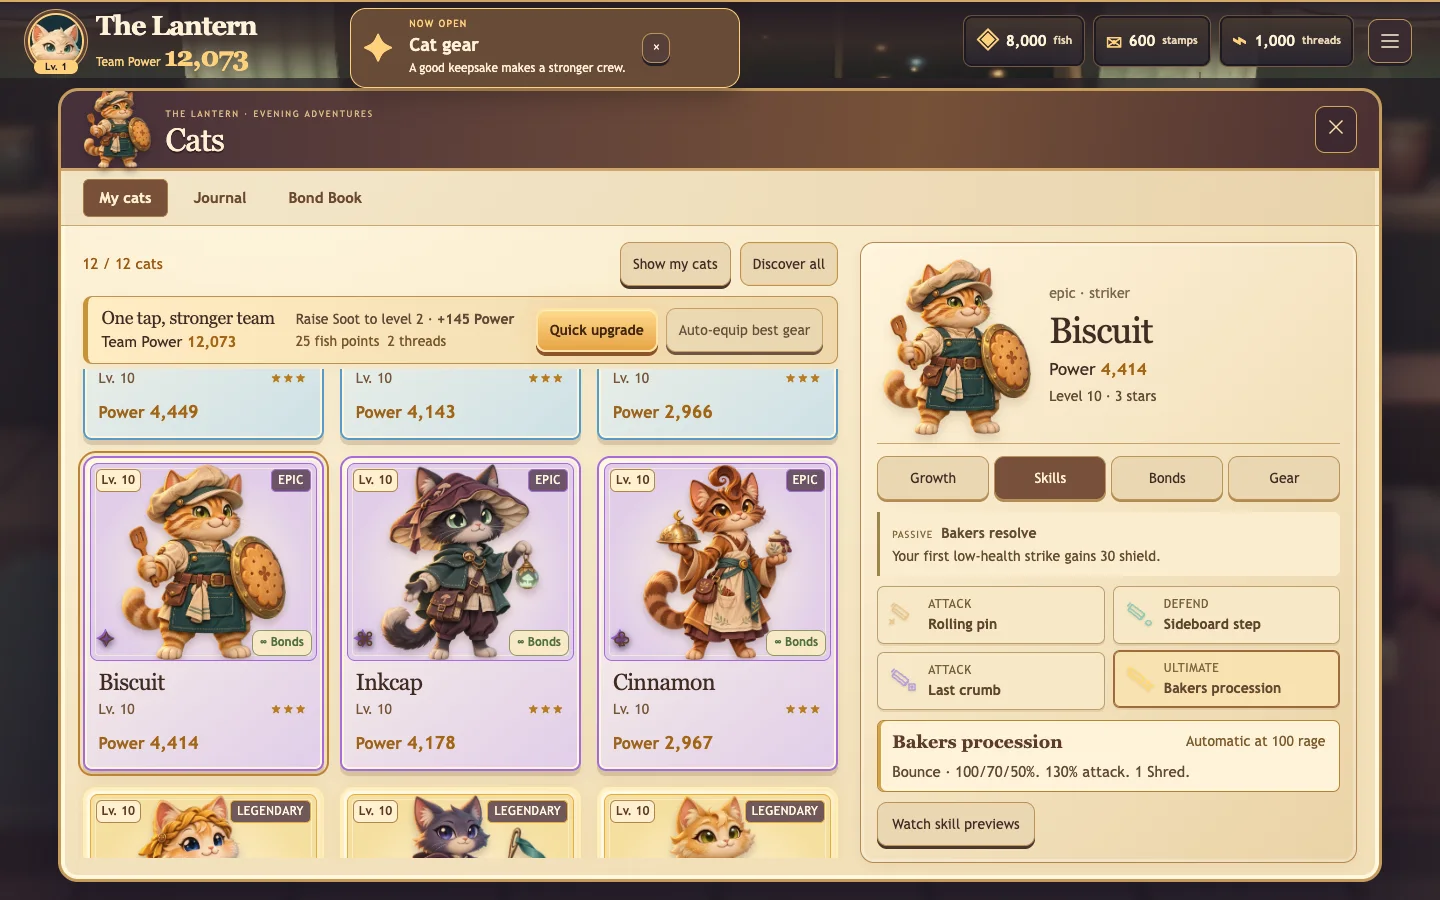 The Lantern
Team Power 12,073
Lv. 1
NOW OPEN
Cat gear
A good keepsake makes a stronger crew.
×
8,000 fish
600 stamps
1,000 threads
THE LANTERN · EVENING ADVENTURES
Cats
My cats
Journal
Bond Book
12 / 12 cats
Show my cats
Discover all
One tap, stronger team
Team Power 12,073
Raise Soot to level 2 · +145 Power
25 fish points 2 threads
Quick upgrade
Auto-equip best gear
Lv. 10 ★★★
Power 4,449
Lv. 10 ★★★
Power 4,143
Lv. 10 ★★★
Power 2,966
Lv. 10
EPIC
∞ Bonds
Biscuit
Lv. 10 ★★★
Power 4,414
Lv. 10
EPIC
∞ Bonds
Inkcap
Lv. 10 ★★★
Power 4,178
Lv. 10
EPIC
∞ Bonds
Cinnamon
Lv. 10 ★★★
Power 2,967
Lv. 10
LEGENDARY
Lv. 10
LEGENDARY
Lv. 10
LEGENDARY
epic · striker
Biscuit
Power 4,414
Level 10 · 3 stars
Growth
Skills
Bonds
Gear
PASSIVE Bakers resolve
Your first low-health strike gains 30 shield.
ATTACK
Rolling pin
DEFEND
Sideboard step
ATTACK
Last crumb
ULTIMATE
Bakers procession
Bakers procession
Automatic at 100 rage
Bounce · 100/70/50%. 130% attack. 1 Shred.
Watch skill previews